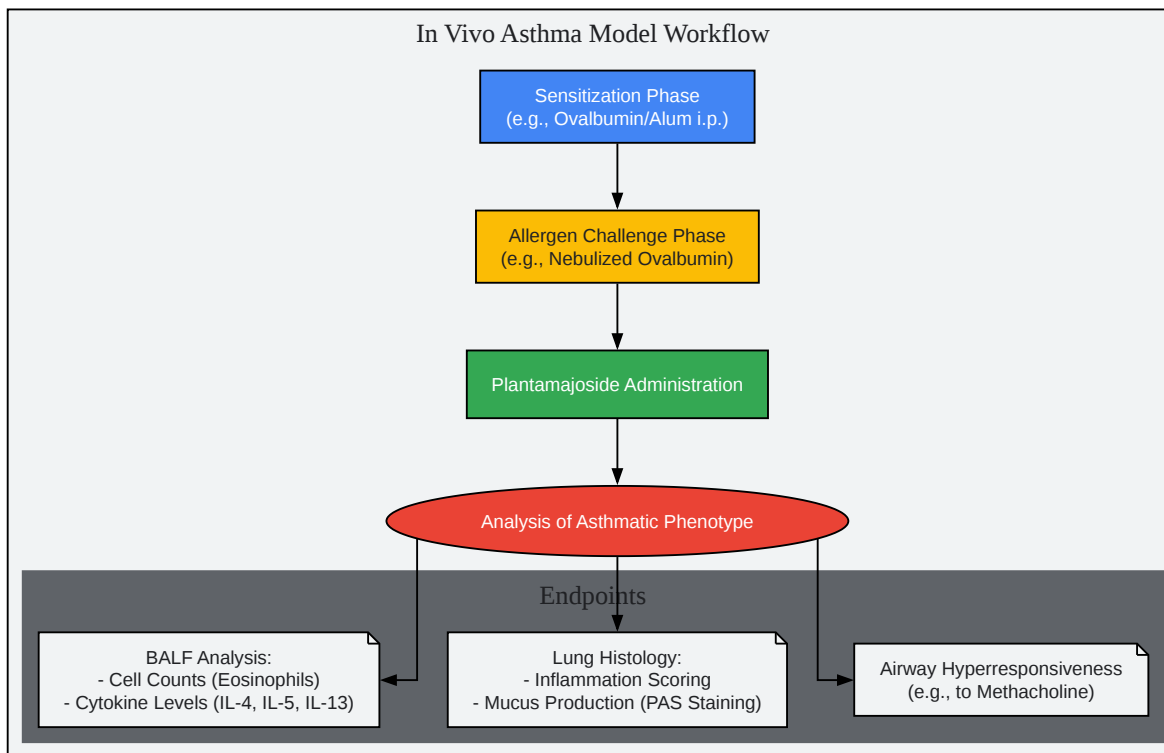 In Vivo Asthma Model Workflow
Sensitization Phase
(e.g., Ovalbumin/Alum i.p.)
Allergen Challenge Phase
(e.g., Nebulized Ovalbumin)
Plantamajoside Administration
Analysis of Asthmatic Phenotype
Endpoints
BALF Analysis:
- Cell Counts (Eosinophils)
- Cytokine Levels (IL-4, IL-5, IL-13)
Lung Histology:
- Inflammation Scoring
- Mucus Production (PAS Staining)
Airway Hyperresponsiveness
(e.g., to Methacholine)